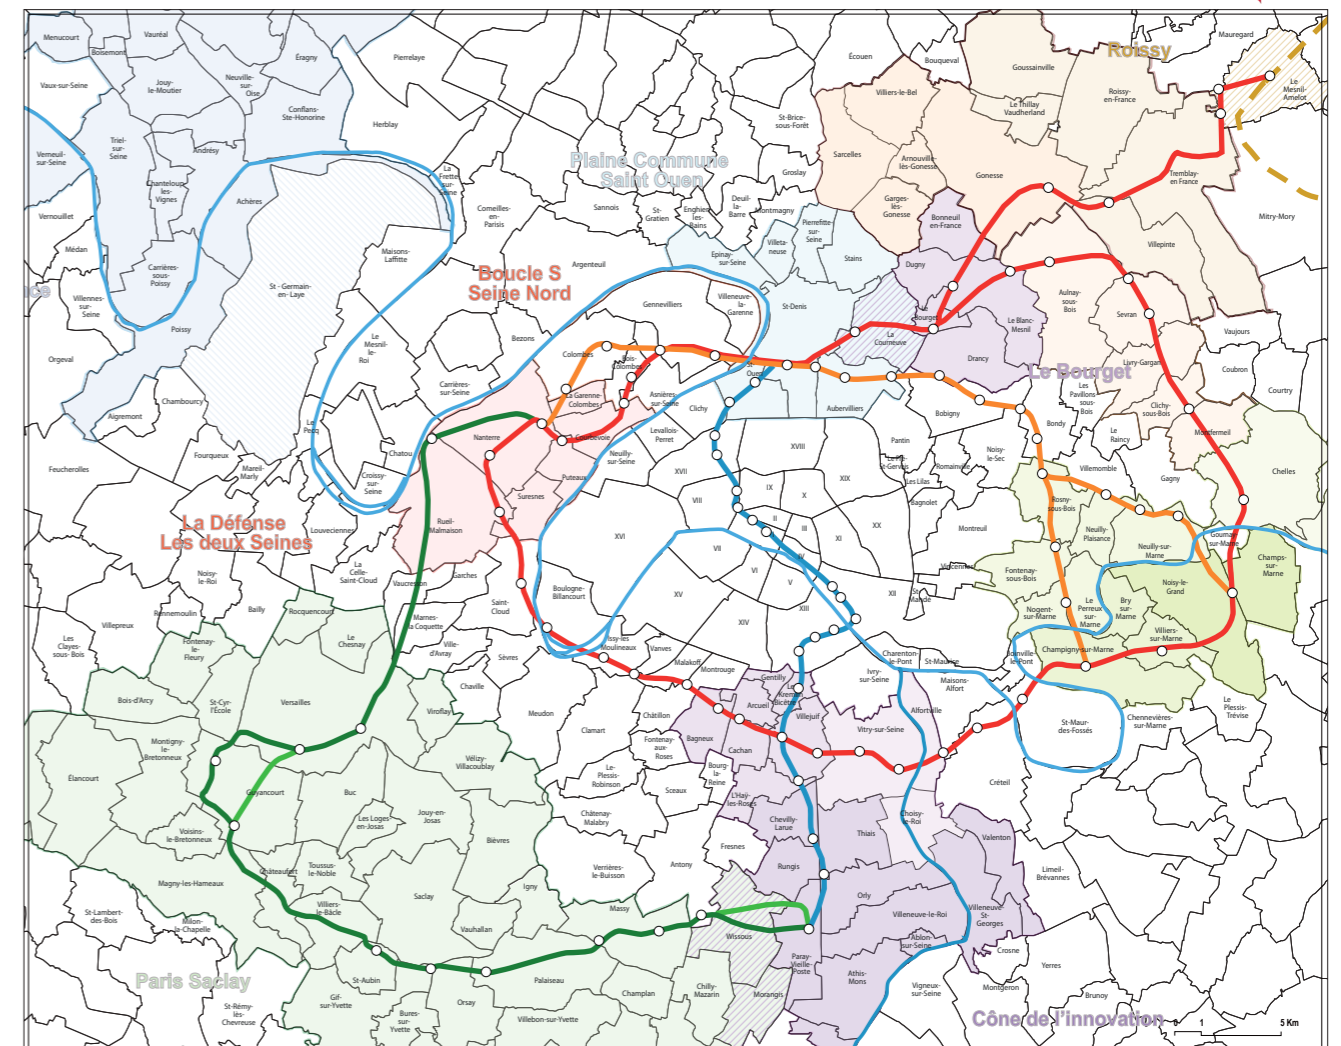 Menucourt
Vauréal
Boisemont
Éragny
Pierrelaye
Écouen
Bouqueval
Goussainville
Roissy
Mauregard
Vaux-sur-Seine
Jouy-
le-Moutier
Neuville-
sur-
Oise
Conflans-
Ste-Honorine
Herblay
Villiers-le-Bel
Le Thillay
Vaudherland
Roissy-
en-France
Le
Mesnil-
Amelot
St-Brice-
sous-Forêt
Verneuil-
sur-Seine
Triel-
sur-
Seine
Andrésy
Chanteloup-
les-
Vignes
Achères
La
Frette-
sur-
Seine
Plaine Commune
Saint Ouen
Groslay
Sarcelles
Arnouville-
lès-Gonesse
Gonesse
Tremblay-
en France
Vernouillet
Cormeilles-
en-
Parisis
Sannois
St-
Gratien
Enghien-
les-
Bains
Deuil-
la-
Barre
Montmagny
Pierrefitte-
sur-
Seine
Garges-
lès-
Gonesse
Bonneuil
en-France
Mitry-Mory
Médan
Carrières-
sous-
Poissy
Maisons-
Laffitte
Argenteuil
Epinay-
sur-Seine
Villeta-
neuse
Stains
Dugny
Villepinte
ce
Villennes-
sur-
Seine
St - Germain-
en- Laye
Boucle S
Seine Nord
Gennevilliers
Villeneuve-
la-
Garenne
St-Denis
Le
Bourget
Le Blanc-
Mesnil
Aulnay-
sous-
Bois
Sevran
Poissy
Orgeval
Le
Mesnil-
le-
Roi
Bezons
Colombes
Bois-
Colombes
La
Courneuve
Drancy
Vaujours
Livry-Gargan
Coubron
Courtry
Le Bourget
Carrières-
sur-Seine
La Garenne-
Colombes
Asnières-
sur-Seine
St-
Ouen
Clichy
Aubervilliers
Bobigny
Les
Pavillons
sous-
Bois
Clichy-
sous-Bois
Aigremont
Chambourcy
Le
Pecq
Nanterre
Courbevoie
Levallois-
Perret
Pantin
Bondy
Le
Raincy
Montfermeil
Feucherolles
Fourqueux
Mareil-
Marly
Chatou
Croissy-
sur-
Seine
Neuilly-
sur-Seine
Puteaux
Suresnes
XVIII
XVII
XIX
Le Pré-
St-Gervais
Les Lilas
Romainville
Noisy-
le-Sec
Bagnolet
Villemomble
Gagny
Chelles
VIII
IX
X
II
III
XI
XX
Rosny-
sous-Bois
La Défense
Les deux Seines
Louveciennes
Rueil-
Malmaison
XVI
VII
IV
Montreuil
Neuilly-
Plaisance
Neuilly-sur-
Marne
Gournay-
sur-Marne
Champs-
sur-
Marne
Noisy-
le-Roi
La
Celle-
Saint-Cloud
Vaucresson
Garches
Boulogne-
Billancourt
VI
V
Vincennes
Fontenay-
sous-Bois
Noisy-le-
Grand
Villepreux
Rennemoulin
Bailly
Rocquencourt
Marnes-
la Coquette
Saint-
Cloud
XV
XIV
XIII
XII
St-
Mandé
Nogent-
sur-Marne
Le
Perreux
sur-
Marne
Bry
sur-
Marne
Villiers-
sur-Marne
Les
Clayes-
sous- Bois
Fontenay-
le-
Fleury
Le
Chesnay
Ville-
d'Avray
Sèvres
Issy-les
Moulineaux
Vanves
Malakoff
Montrouge
Gentilly
Charenton-
le-Pont
St-Maurice
Joinville-
le-Pont
Champigny-sur-Marne
Bois-d'Arcy
St-Cyr-
l'École
Versailles
Viroflay
Chaville
Meudon
Châtillon
Le
Kremlin
Bicêtre
Arcueil
Villejuif
Ivry-
sur-Seine
Maisons-
Alfort
Alfortville
St-Maur-
des-Fossés
Chennevières-
sur-Marne
Le
Plessis-
Trévise
Montigny-
le-
Bretonneux
Clamart
Fontenay-
aux-
Roses
Bagneux
Cachan
Vitry-sur-Seine
Élancourt
Guyancourt
Buc
Vélizy-
Villacoublay
Le-
Plessis-
Robinson
Sceaux
Bourg-
la-
Reine
L'Haÿ-
les-Roses
Créteil
Voisins-
le-Bretonneux
Les Loges
en-Josas
Jouy-en-
Josas
Bièvres
Châtenay-
Malabry
Chevilly-
Larue
Thiais
Choisy-
le-Roi
Valenton
Magny-les-Hameaux
Châteaufort
Toussus-
le-Noble
Igny
Verrières-
le-Buisson
Antony
Fresnes
Rungis
Orly
Limeil-
Brévannes
St-Lambert-
des-Bois
Milon-
la-Chapelle
Villiers-
le-Bâcle
Saclay
Vauhallan
Massy
Wissous
Villeneuve-le-Roi
Villeneuve-
St-
Georges
Ablon-
sur-Seine
Crosne
Paris Saclay
St-Aubin
Palaiseau
Paray-
Vieille-
Poste
Athis-
Mons
Yerres
St-Rémy-
lès-
Chevreuse
Gif-
sur-Yvette
Bures-
sur-
Yvette
Orsay
Villebon-sur-Yvette
Champlan
Chilly-
Mazarin
Morangis
Vigneux-
sur-Seine
Montgeron
Brunoy
Cône de l'innovation
0 1 5 Km